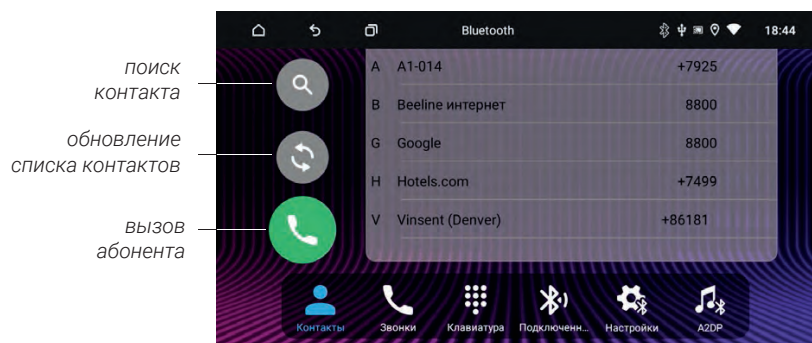 Bluetooth
18:44
поиск
контакта
обновление
списка контактов
вызов
абонента
A A1-014 +7925
B Beeline интернет 8800
G Google 8800
H Hotels.com +7499
V Vinsent (Denver) +86181
Контакты Звонки Клавиатура Подключенн... Настройки A2DP